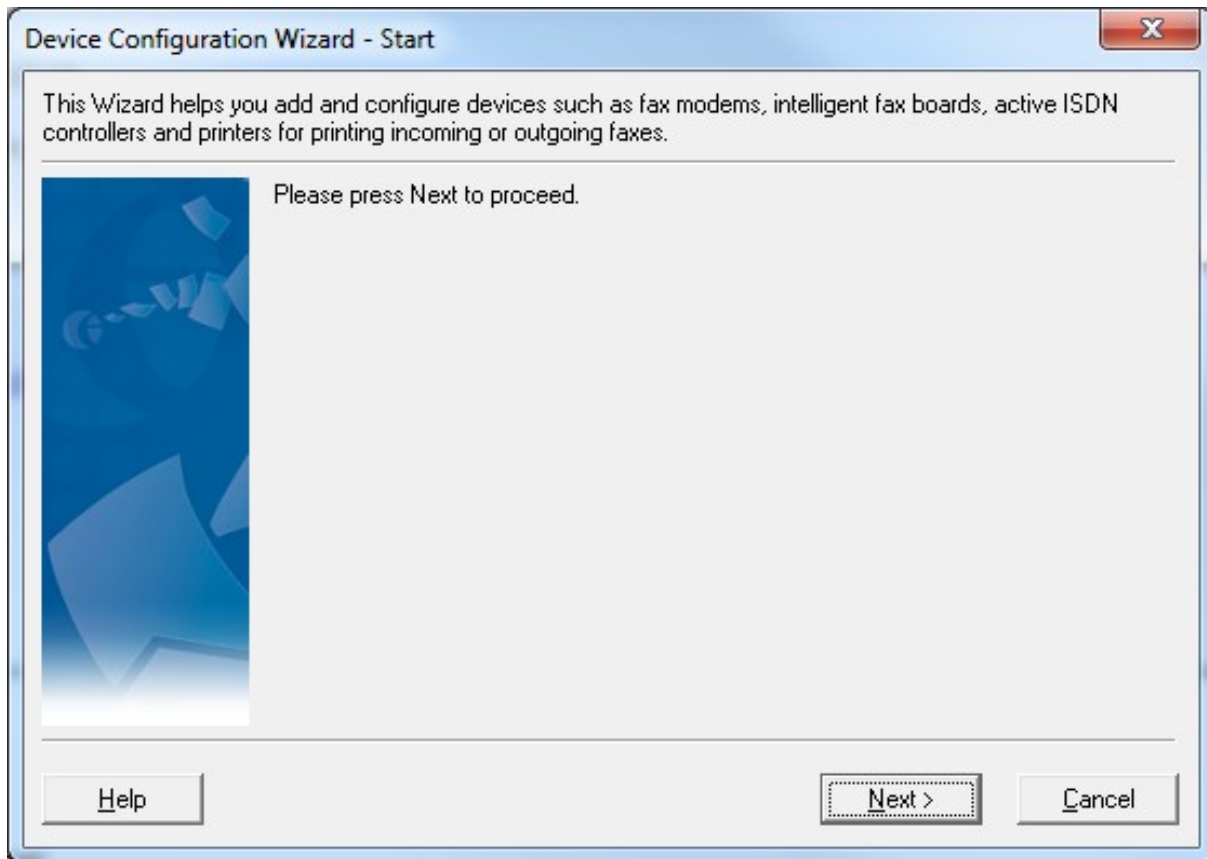 Device Configuration Wizard - Start
This Wizard helps you add and configure devices such as fax modems, intelligent fax boards, active ISDN
controllers and printers for printing incoming or outgoing faxes.
Please press Next to proceed.
Help
Next >
Cancel